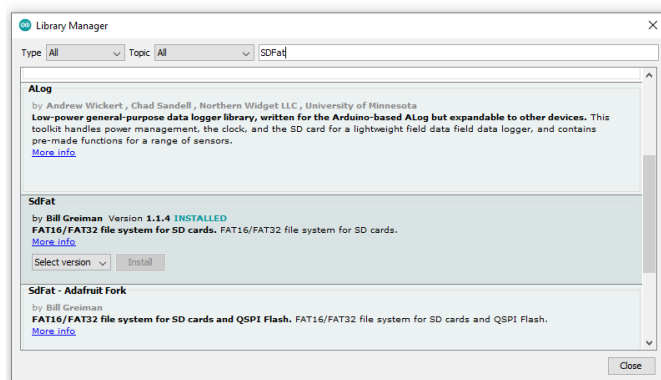 Library Manager
Type All Topic All SDFat
ALog
by Andrew Wickert , Chad Sandell , Northern Widget LLC , University of Minnesota
Low-power general-purpose data logger library, written for the Arduino-based ALog but expandable to other devices. This
toolkit handles power management, the clock, and the SD card for a lightweight field data field data logger, and contains
pre-made functions for a range of sensors.
More info
SdFat
by Bill Greiman Version 1.1.4 INSTALLED
FAT16/FAT32 file system for SD cards. FAT16/FAT32 file system for SD cards.
More info
Select version Install
SdFat - Adafruit Fork
by Bill Greiman
FAT16/FAT32 file system for SD cards and QSPI Flash. FAT16/FAT32 file system for SD cards and QSPI Flash.
More info
Close